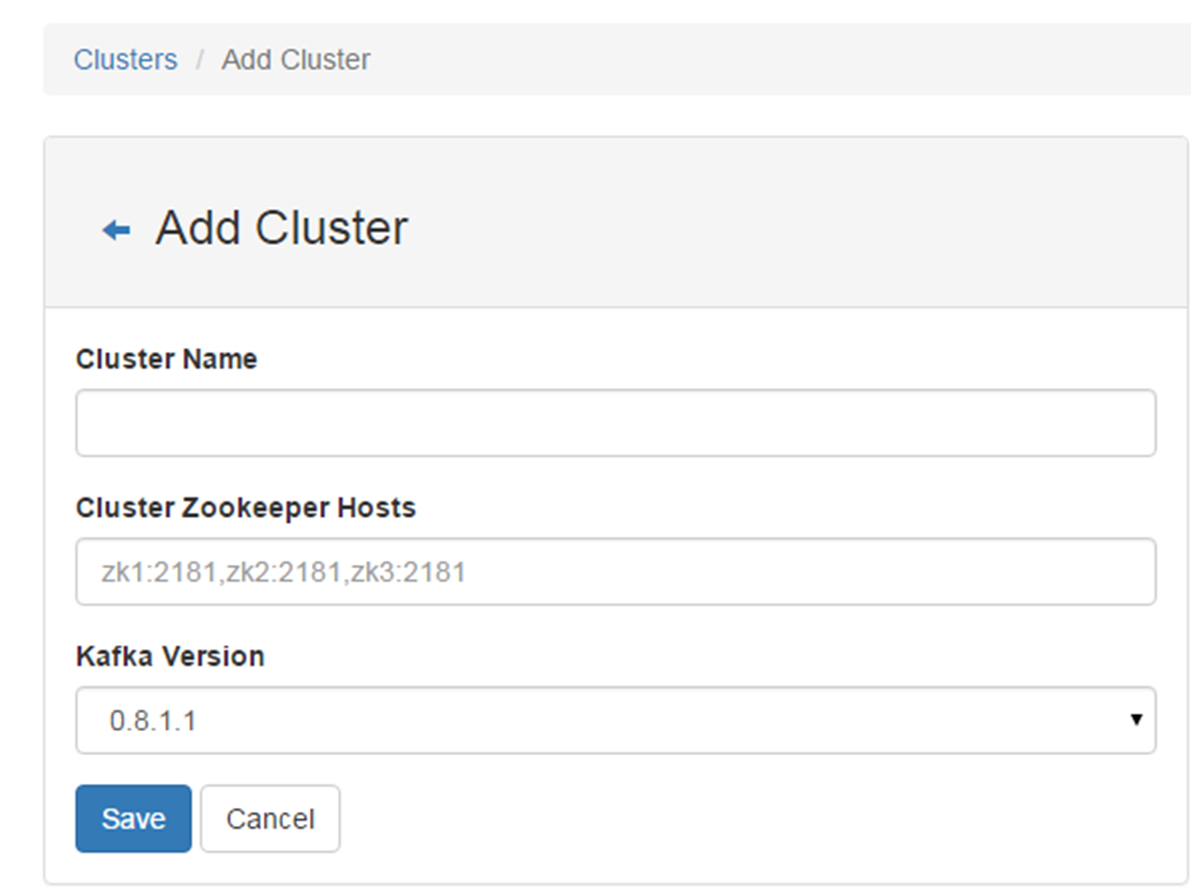 Clusters / Add Cluster
Add Cluster
Cluster Name
Cluster Zookeeper Hosts
zk1:2181,zk2:2181,zk3:2181
Kafka Version
0.8.1.1
Save Cancel